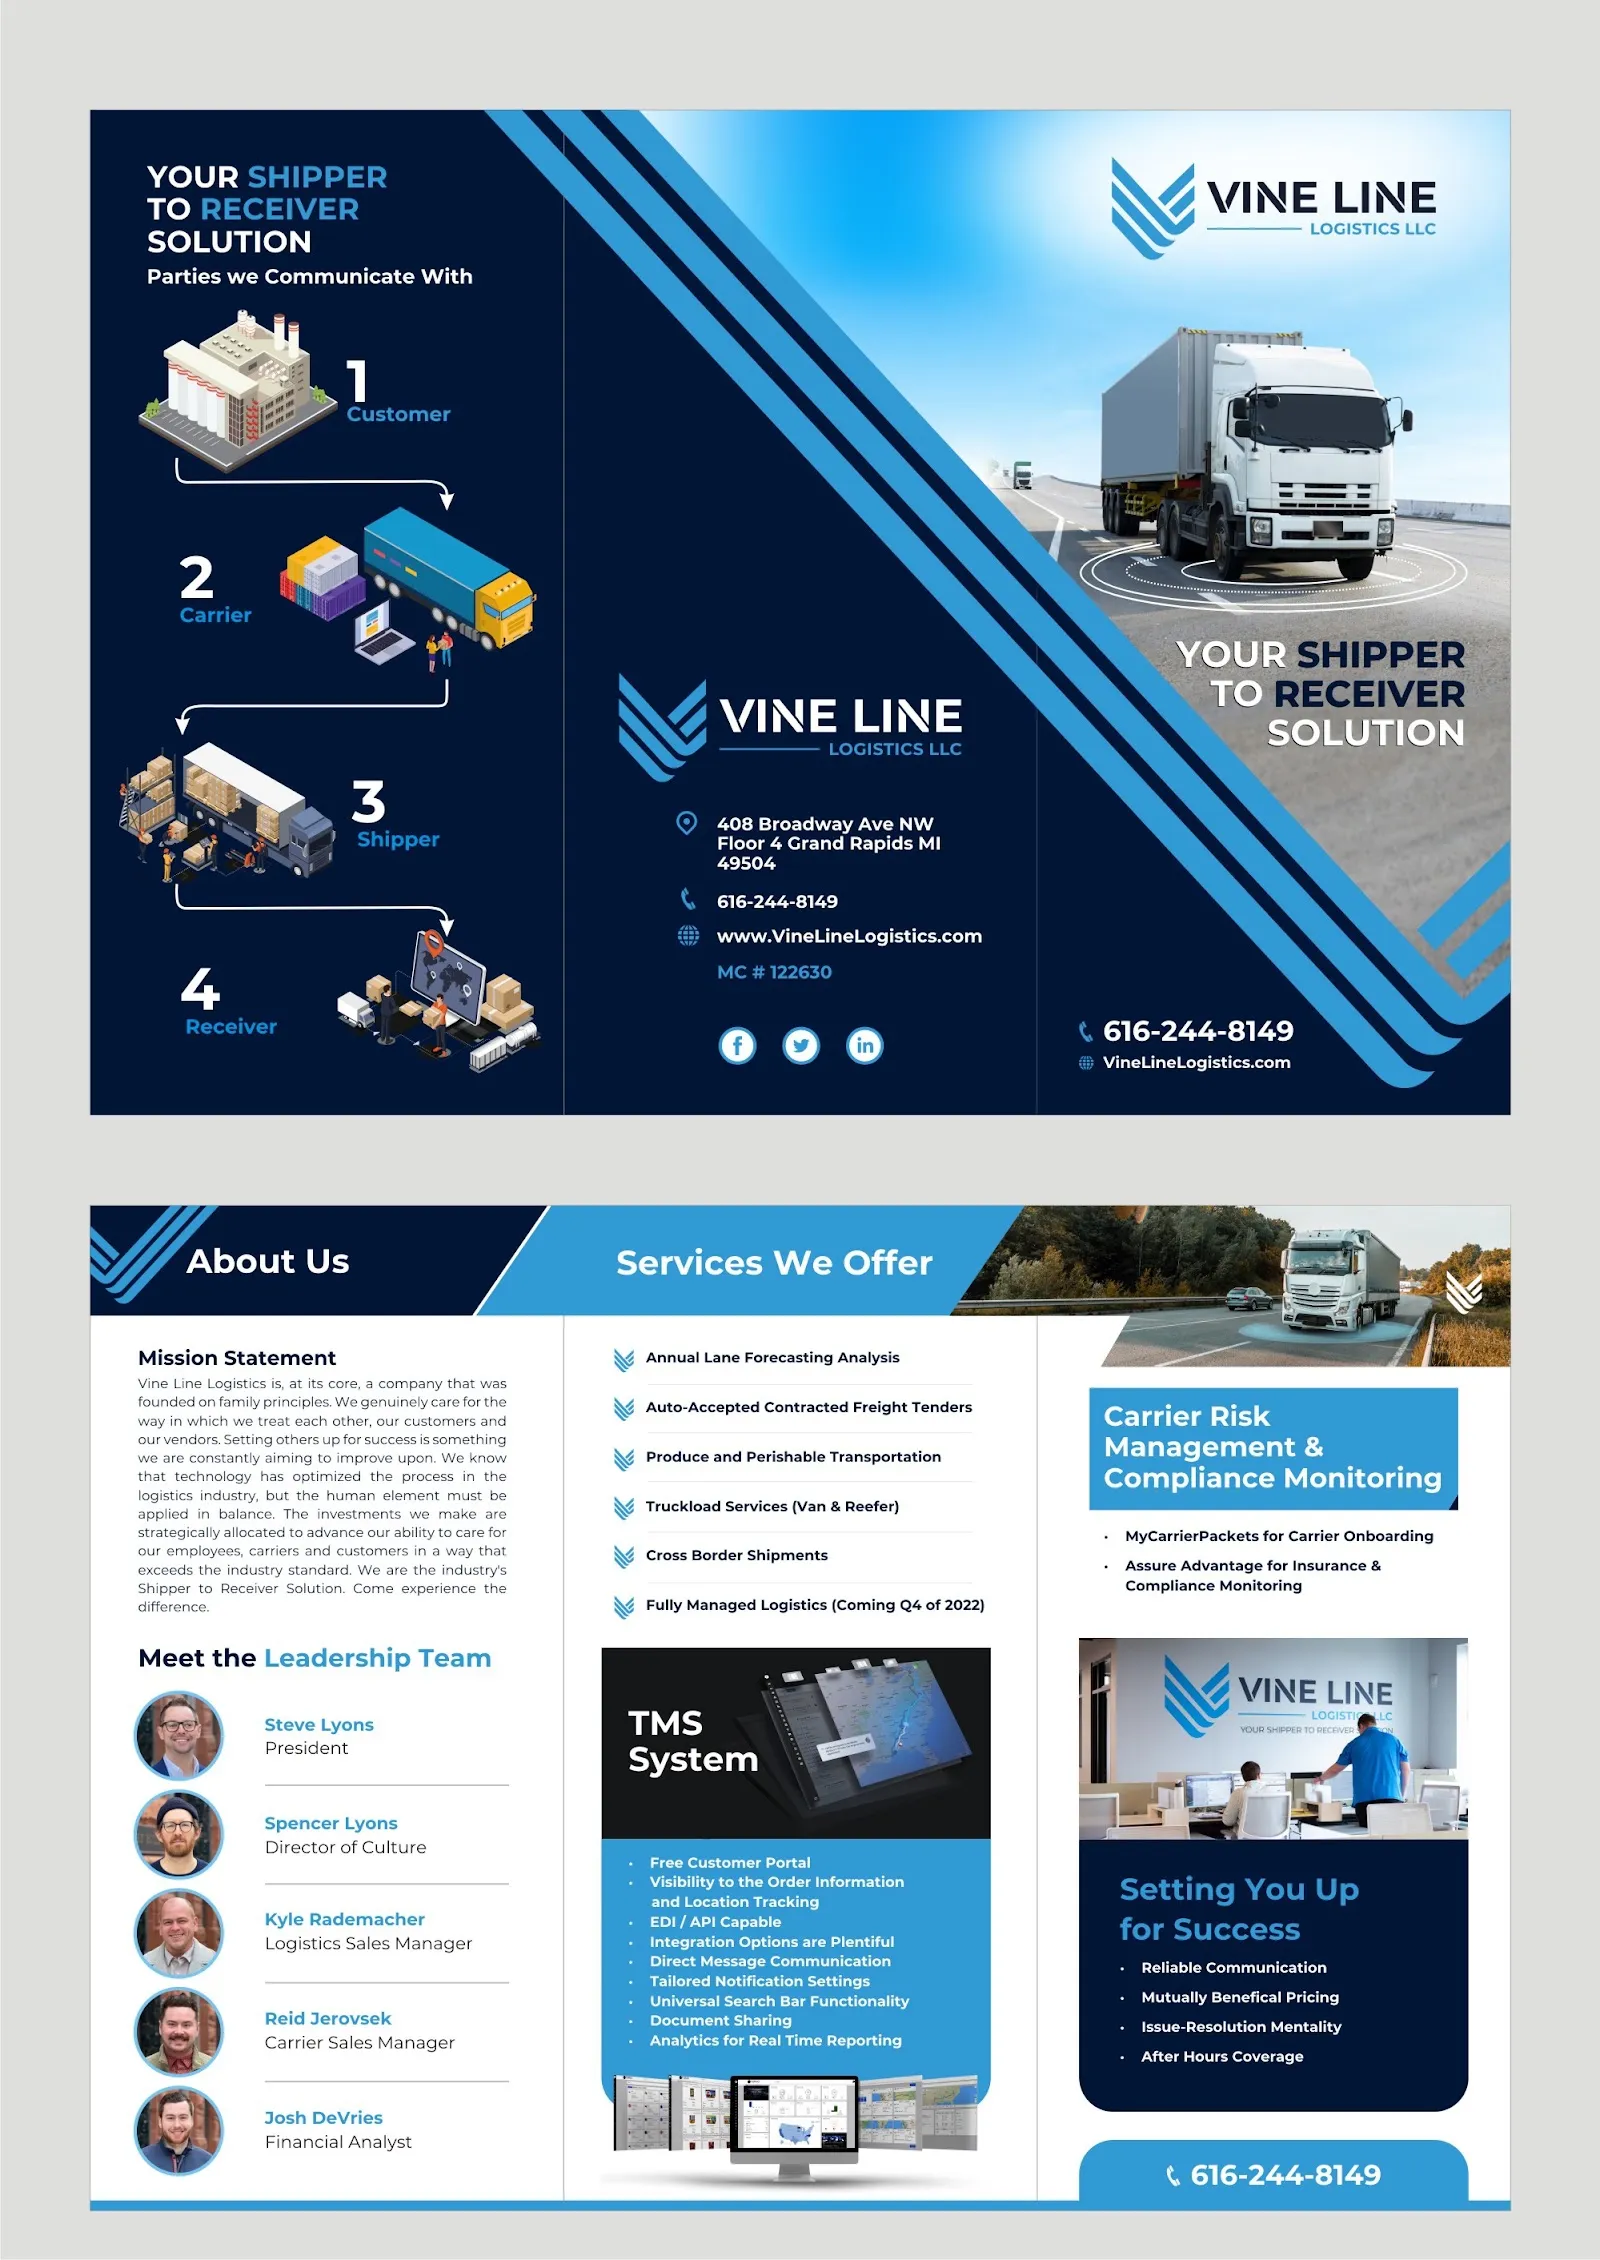 YOUR SHIPPER
TO RECEIVER
SOLUTION
Parties we Communicate With
1
Customer
2
Carrier
3
Shipper
4
Receiver
VINE LINE
LOGISTICS LLC
408 Broadway Ave NW
Floor 4 Grand Rapids MI
49504
616-244-8149
www.VineLineLogistics.com
MC # 122630
VINE LINE
LOGISTICS LLC
YOUR SHIPPER
TO RECEIVER
SOLUTION
616-244-8149
VineLineLogistics.com
About Us
Mission Statement
Vine Line Logistics is, at its core, a company that was
founded on family principles. We genuinely care for the
way in which we treat each other, our customers and
our vendors. Setting others up for success is something
we are constantly aiming to improve upon. We know
that technology has optimized the process in the
logistics industry, but the human element must be
applied in balance. The investments we make are
strategically allocated to advance our ability to care for
our employees, carriers and customers in a way that
exceeds the industry standard. We are the industry's
Shipper to Receiver Solution. Come experience the
difference.
Meet the Leadership Team
Steve Lyons
President
Spencer Lyons
Director of Culture
Kyle Rademacher
Logistics Sales Manager
Reid Jerovsek
Carrier Sales Manager
Josh DeVries
Financial Analyst
Services We Offer
Annual Lane Forecasting Analysis
Auto-Accepted Contracted Freight Tenders
Produce and Perishable Transportation
Truckload Services (Van & Reefer)
Cross Border Shipments
Fully Managed Logistics (Coming Q4 of 2022)
TMS
System
• Free Customer Portal
• Visibility to the Order Information
and Location Tracking
• EDI / API Capable
• Integration Options are Plentiful
• Direct Message Communication
• Tailored Notification Settings
• Universal Search Bar Functionality
• Document Sharing
• Analytics for Real Time Reporting
Carrier Risk
Management &
Compliance Monitoring
• MyCarrierPackets for Carrier Onboarding
• Assure Advantage for Insurance &
Compliance Monitoring
VINE LINE
LOGISTICS LLC
YOUR SHIPPER TO RECEIVER
Setting You Up
for Success
• Reliable Communication
• Mutually Benefical Pricing
• Issue-Resolution Mentality
• After Hours Coverage
616-244-8149